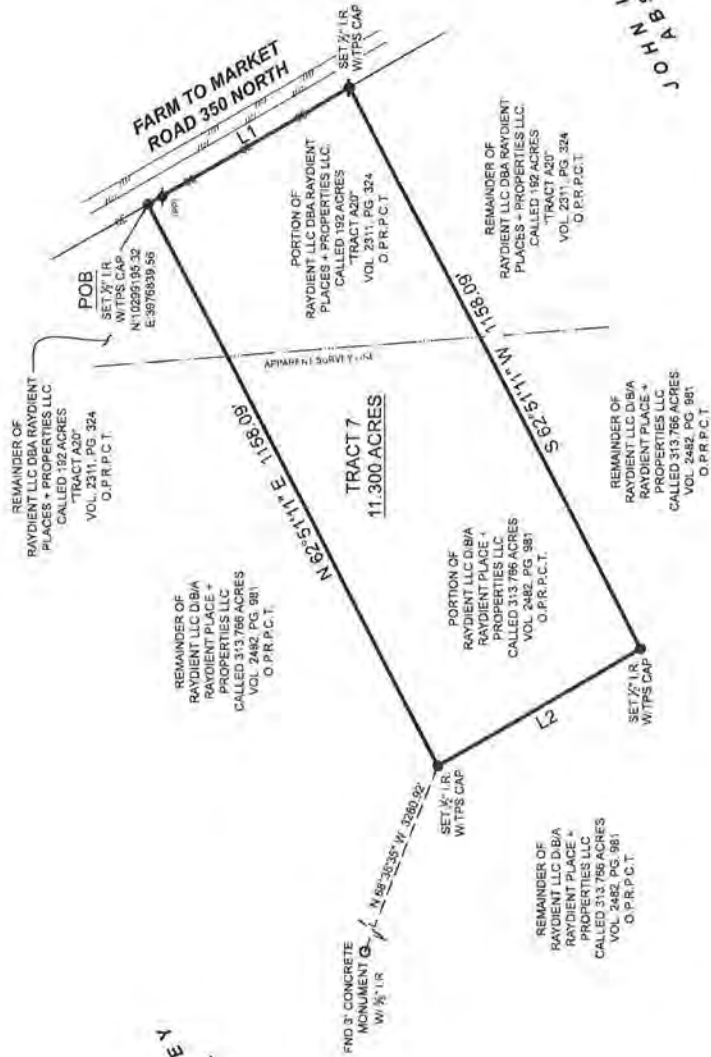 JOHN
ABS
FARM TO MARKET
ROAD 350 NORTH
L1
SET ½" I.R.
W/TPS CAP
POB
SET ½" I.R.
W/TPS CAP
N:10299195.32
E:3976839.56
REMAINDER OF
RAYDIENT LLC DBA RAYDIENT
PLACES + PROPERTIES LLC
CALLED 192 ACRES
"TRACT A20"
VOL. 2311, PG. 324
O.P.R.P.C.T.
PORTION OF
RAYDIENT LLC DBA RAYDIENT
PLACES + PROPERTIES LLC.
CALLED 192 ACRES
"TRACT A20"
VOL. 2311, PG. 324
O.P.R.P.C.T.
REMAINDER OF
RAYDIENT LLC DBA RAYDIENT
PLACES + PROPERTIES LLC.
CALLED 192 ACRES
"TRACT A20"
VOL. 2311, PG. 324
O.P.R.P.C.T.
APPARENT SURVEY LINE
N 62°51'11" E 1158.09'
TRACT 7
11.300 ACRES
S 62°51'11" W 1158.09'
REMAINDER OF
RAYDIENT LLC D/B/A
RAYDIENT PLACE +
PROPERTIES LLC
CALLED 313.766 ACRES
VOL. 2482, PG. 981
O.P.R.P.C.T.
PORTION OF
RAYDIENT LLC D/B/A
RAYDIENT PLACE +
PROPERTIES LLC
CALLED 313.766 ACRES
VOL. 2482, PG. 981
O.P.R.P.C.T.
REMAINDER OF
RAYDIENT LLC D/B/A
RAYDIENT PLACE +
PROPERTIES LLC
CALLED 313.766 ACRES
VOL. 2482, PG. 981
O.P.R.P.C.T.
SET ½" I.R.
W/TPS CAP
L2
SET ½" I.R.
W/TPS CAP
N 68°35'35" W 3260.92'
FND 3" CONCRETE
MONUMENT
W/ ⅝" I.R.
REMAINDER OF
RAYDIENT LLC D/B/A
RAYDIENT PLACE +
PROPERTIES LLC
CALLED 313.766 ACRES
VOL. 2482, PG. 981
O.P.R.P.C.T.
EY